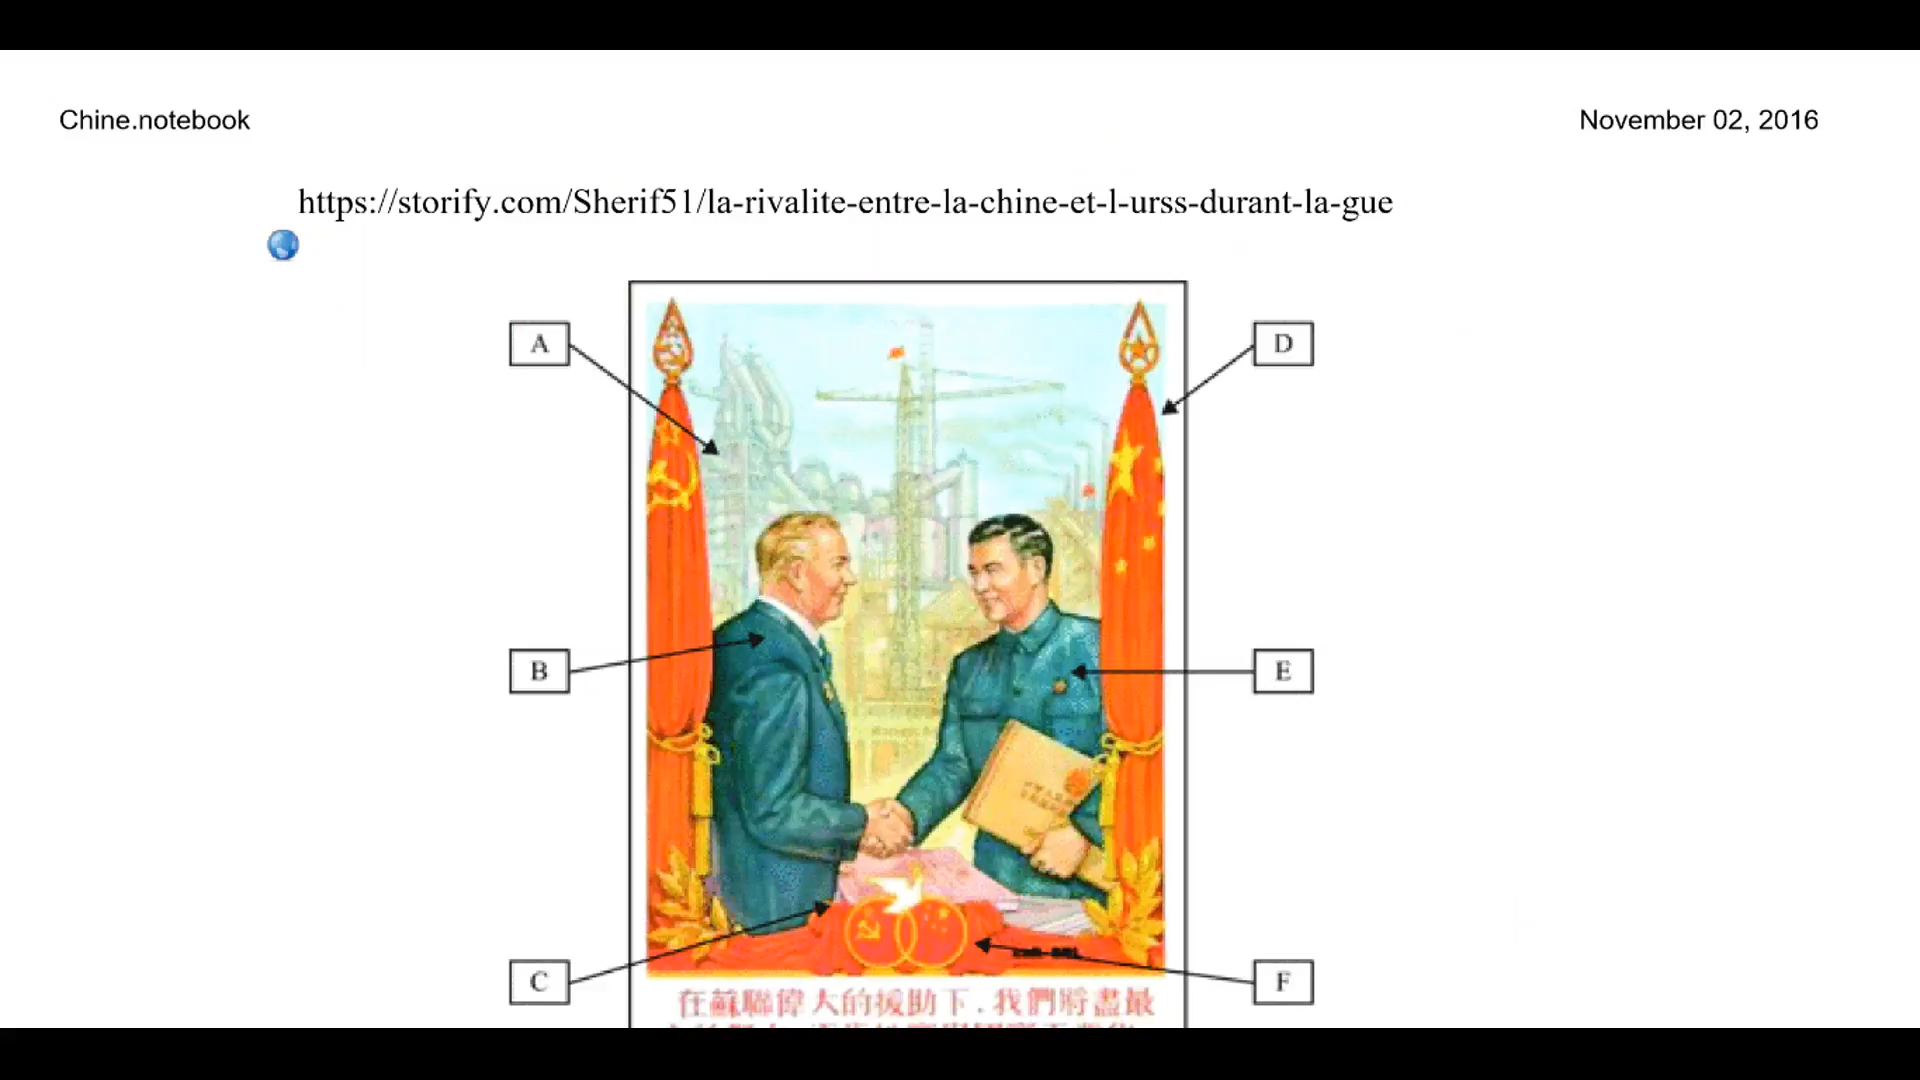 Chine.notebook
November 02, 2016
https://storify.com/Sherif51/la-rivalite-entre-la-chine-et-l-urss-durant-la-gue
A
D
B
E
C
F
在蘇聯偉大的援助下，我們將盡最